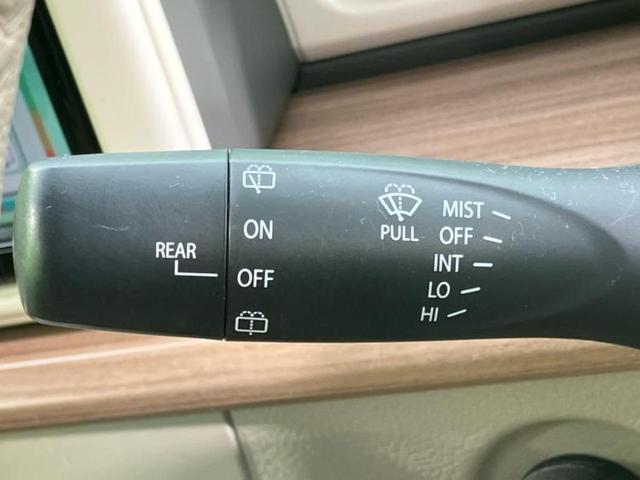 REAR
ON
OFF
PULL
MIST
OFF
INT
LO
HI